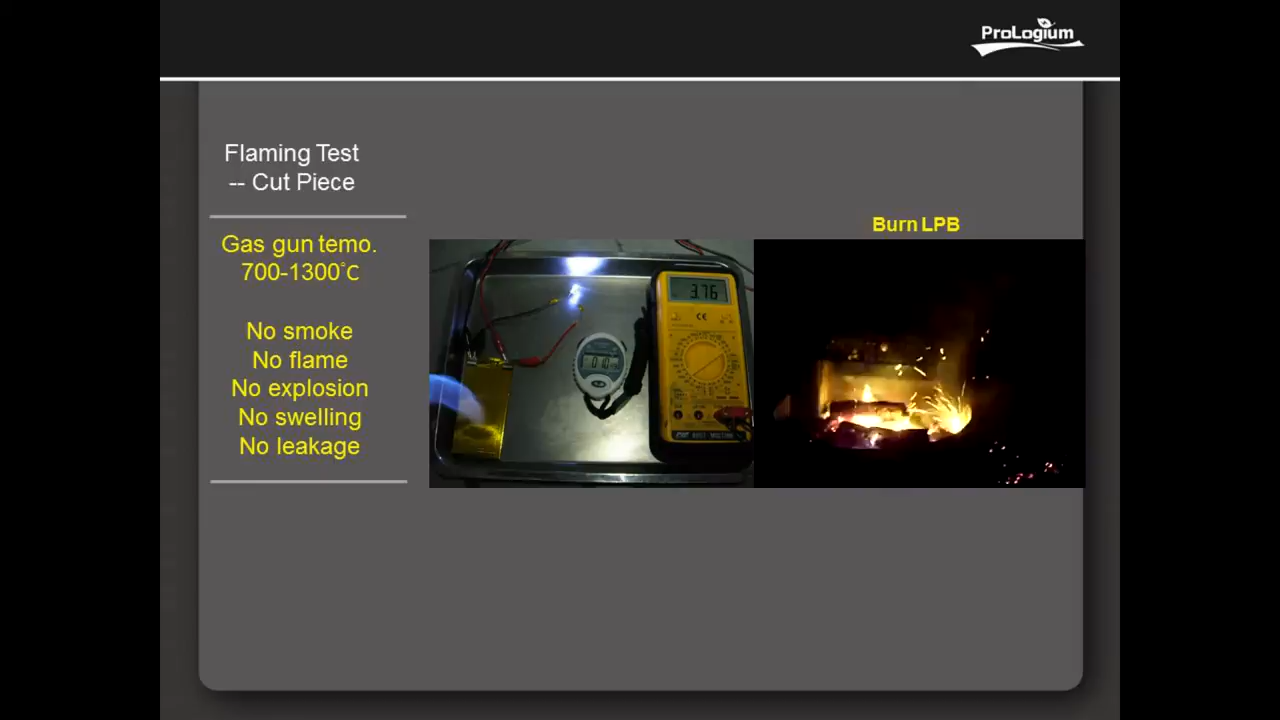 ProLogium
Flaming Test
-- Cut Piece
Gas gun temo.
700-1300°C
No smoke
No flame
No explosion
No swelling
No leakage
Burn LPB
3.76
CE